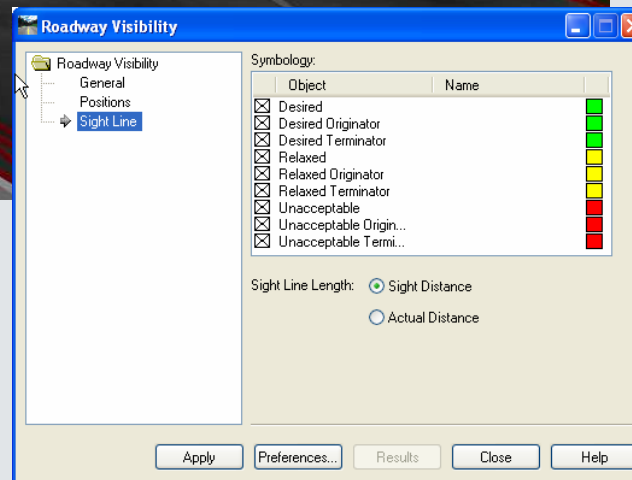 Roadway Visibility
Roadway Visibility
General
Positions
Sight Line
Symbology:
Object Name
Desired
Desired Originator
Desired Terminator
Relaxed
Relaxed Originator
Relaxed Terminator
Unacceptable
Unacceptable Origin...
Unacceptable Termi...
Sight Line Length: Sight Distance
Actual Distance
Apply Preferences... Results Close Help